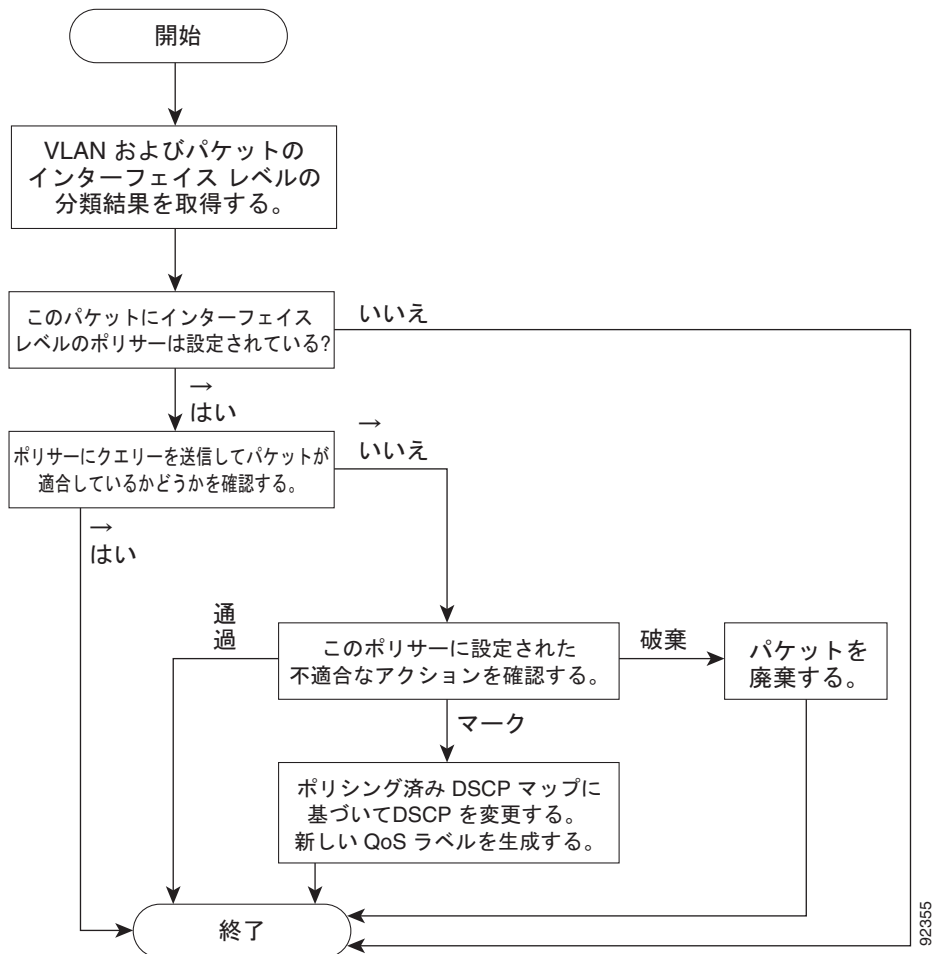 開始
VLAN およびパケットの
インターフェイス レベルの
分類結果を取得する。
このパケットにインターフェイス
レベルのポリサーは設定されている?
いいえ
→
はい
ポリサーにクエリーを送信してパケットが
適合しているかどうかを確認する。
→
いいえ
→
はい
通
過
このポリサーに設定された
不適合なアクションを確認する。
破棄
パケットを
廃棄する。
マーク
ポリシング済み DSCP マップに
基づいてDSCP を変更する。
新しい QoS ラベルを生成する。
終了
92355